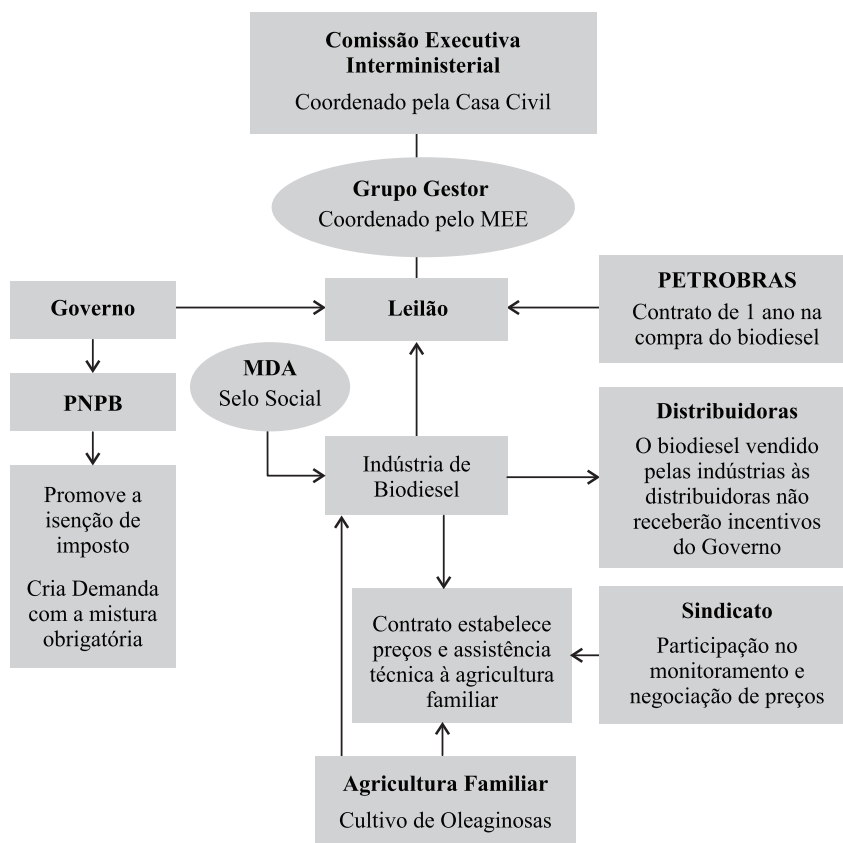 Comissão Executiva
Interministerial
Coordenado pela Casa Civil
Grupo Gestor
Coordenado pelo MEE
Governo
Leilão
PETROBRAS
Contrato de 1 ano na
compra do biodiesel
PNPB
MDA
Selo Social
Distribuidoras
O biodiesel vendido
pelas indústrias às
distribuidoras não
receberão incentivos
do Governo
Indústria de
Biodiesel
Promove a
isenção de
imposto
Cria Demanda
com a mistura
obrigatória
Contrato estabelece
preços e assistência
técnica à agricultura
familiar
Sindicato
Participação no
monitoramento e
negociação de preços
Agricultura Familiar
Cultivo de Oleaginosas